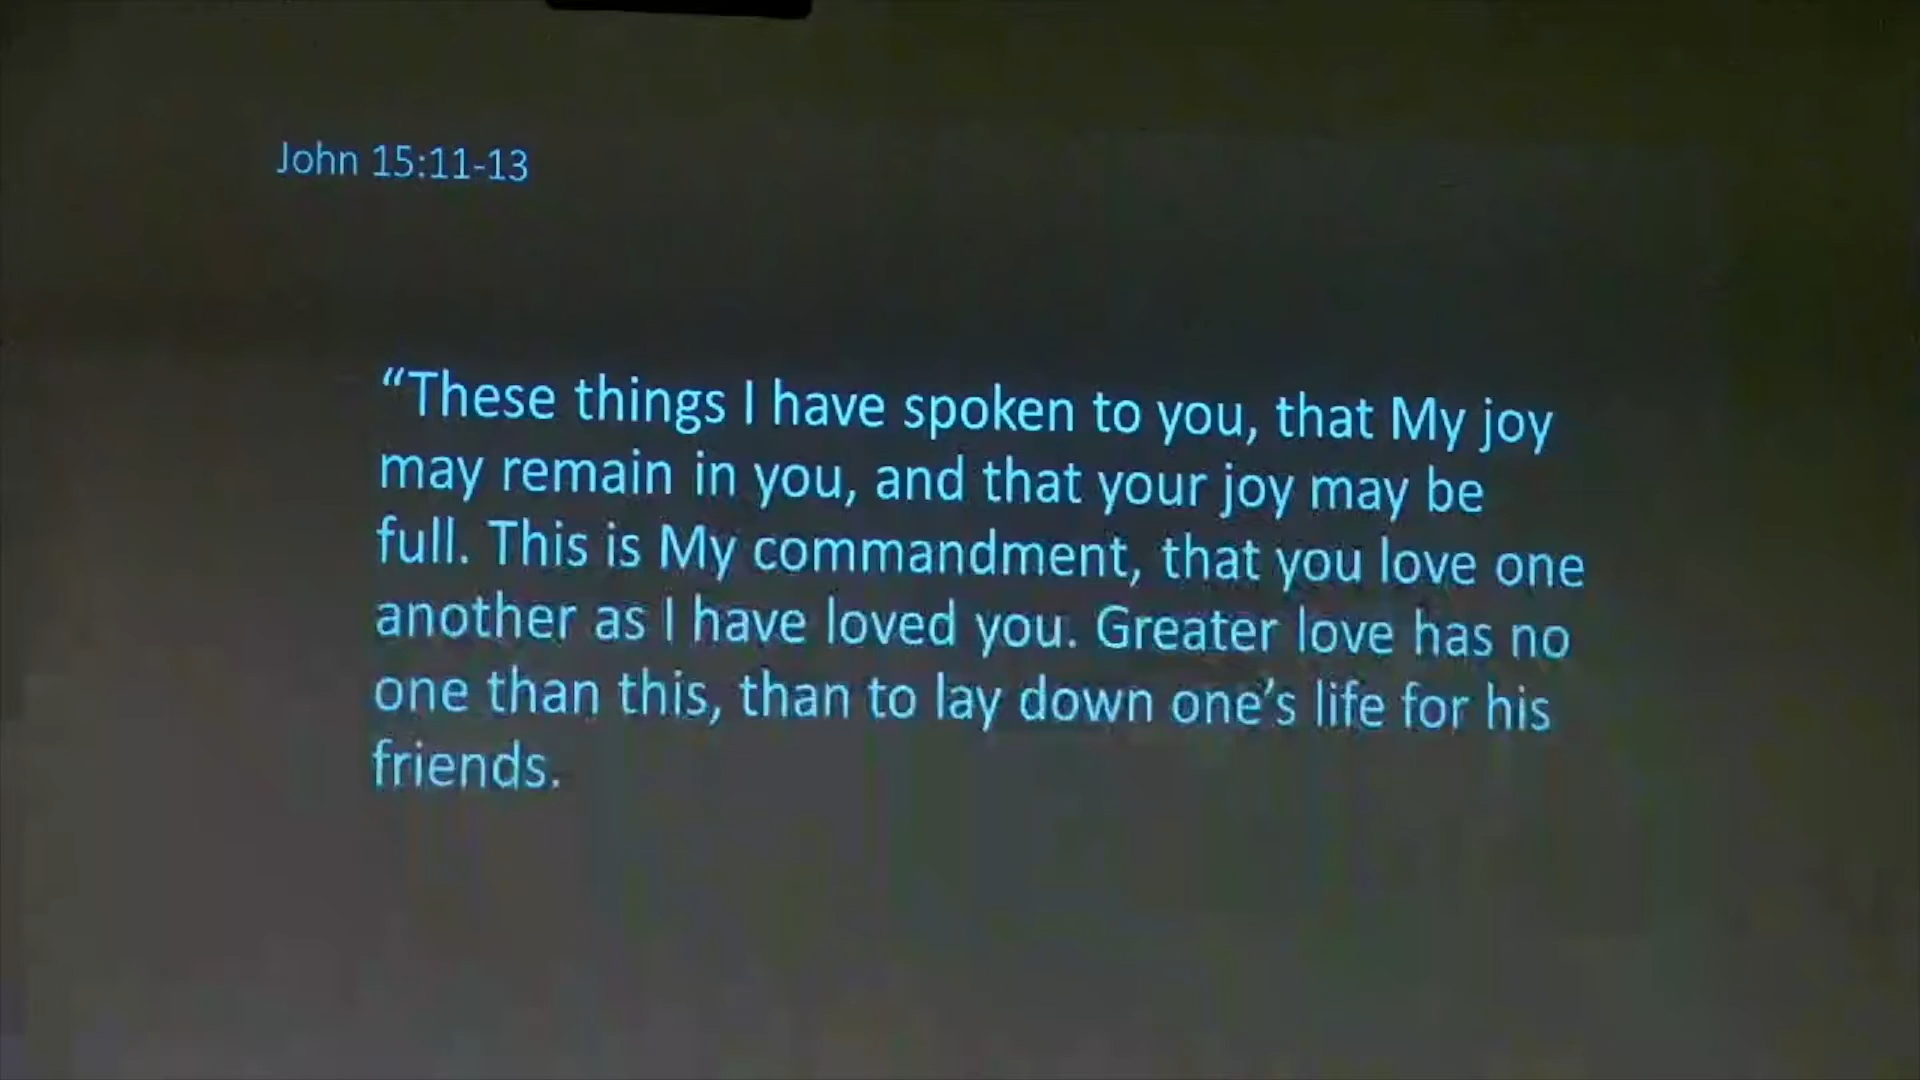 John 15:11-13
“These things I have spoken to you, that My joy
may remain in you, and that your joy may be
full. This is My commandment, that you love one
another as I have loved you. Greater love has no
one than this, than to lay down one’s life for his
friends.